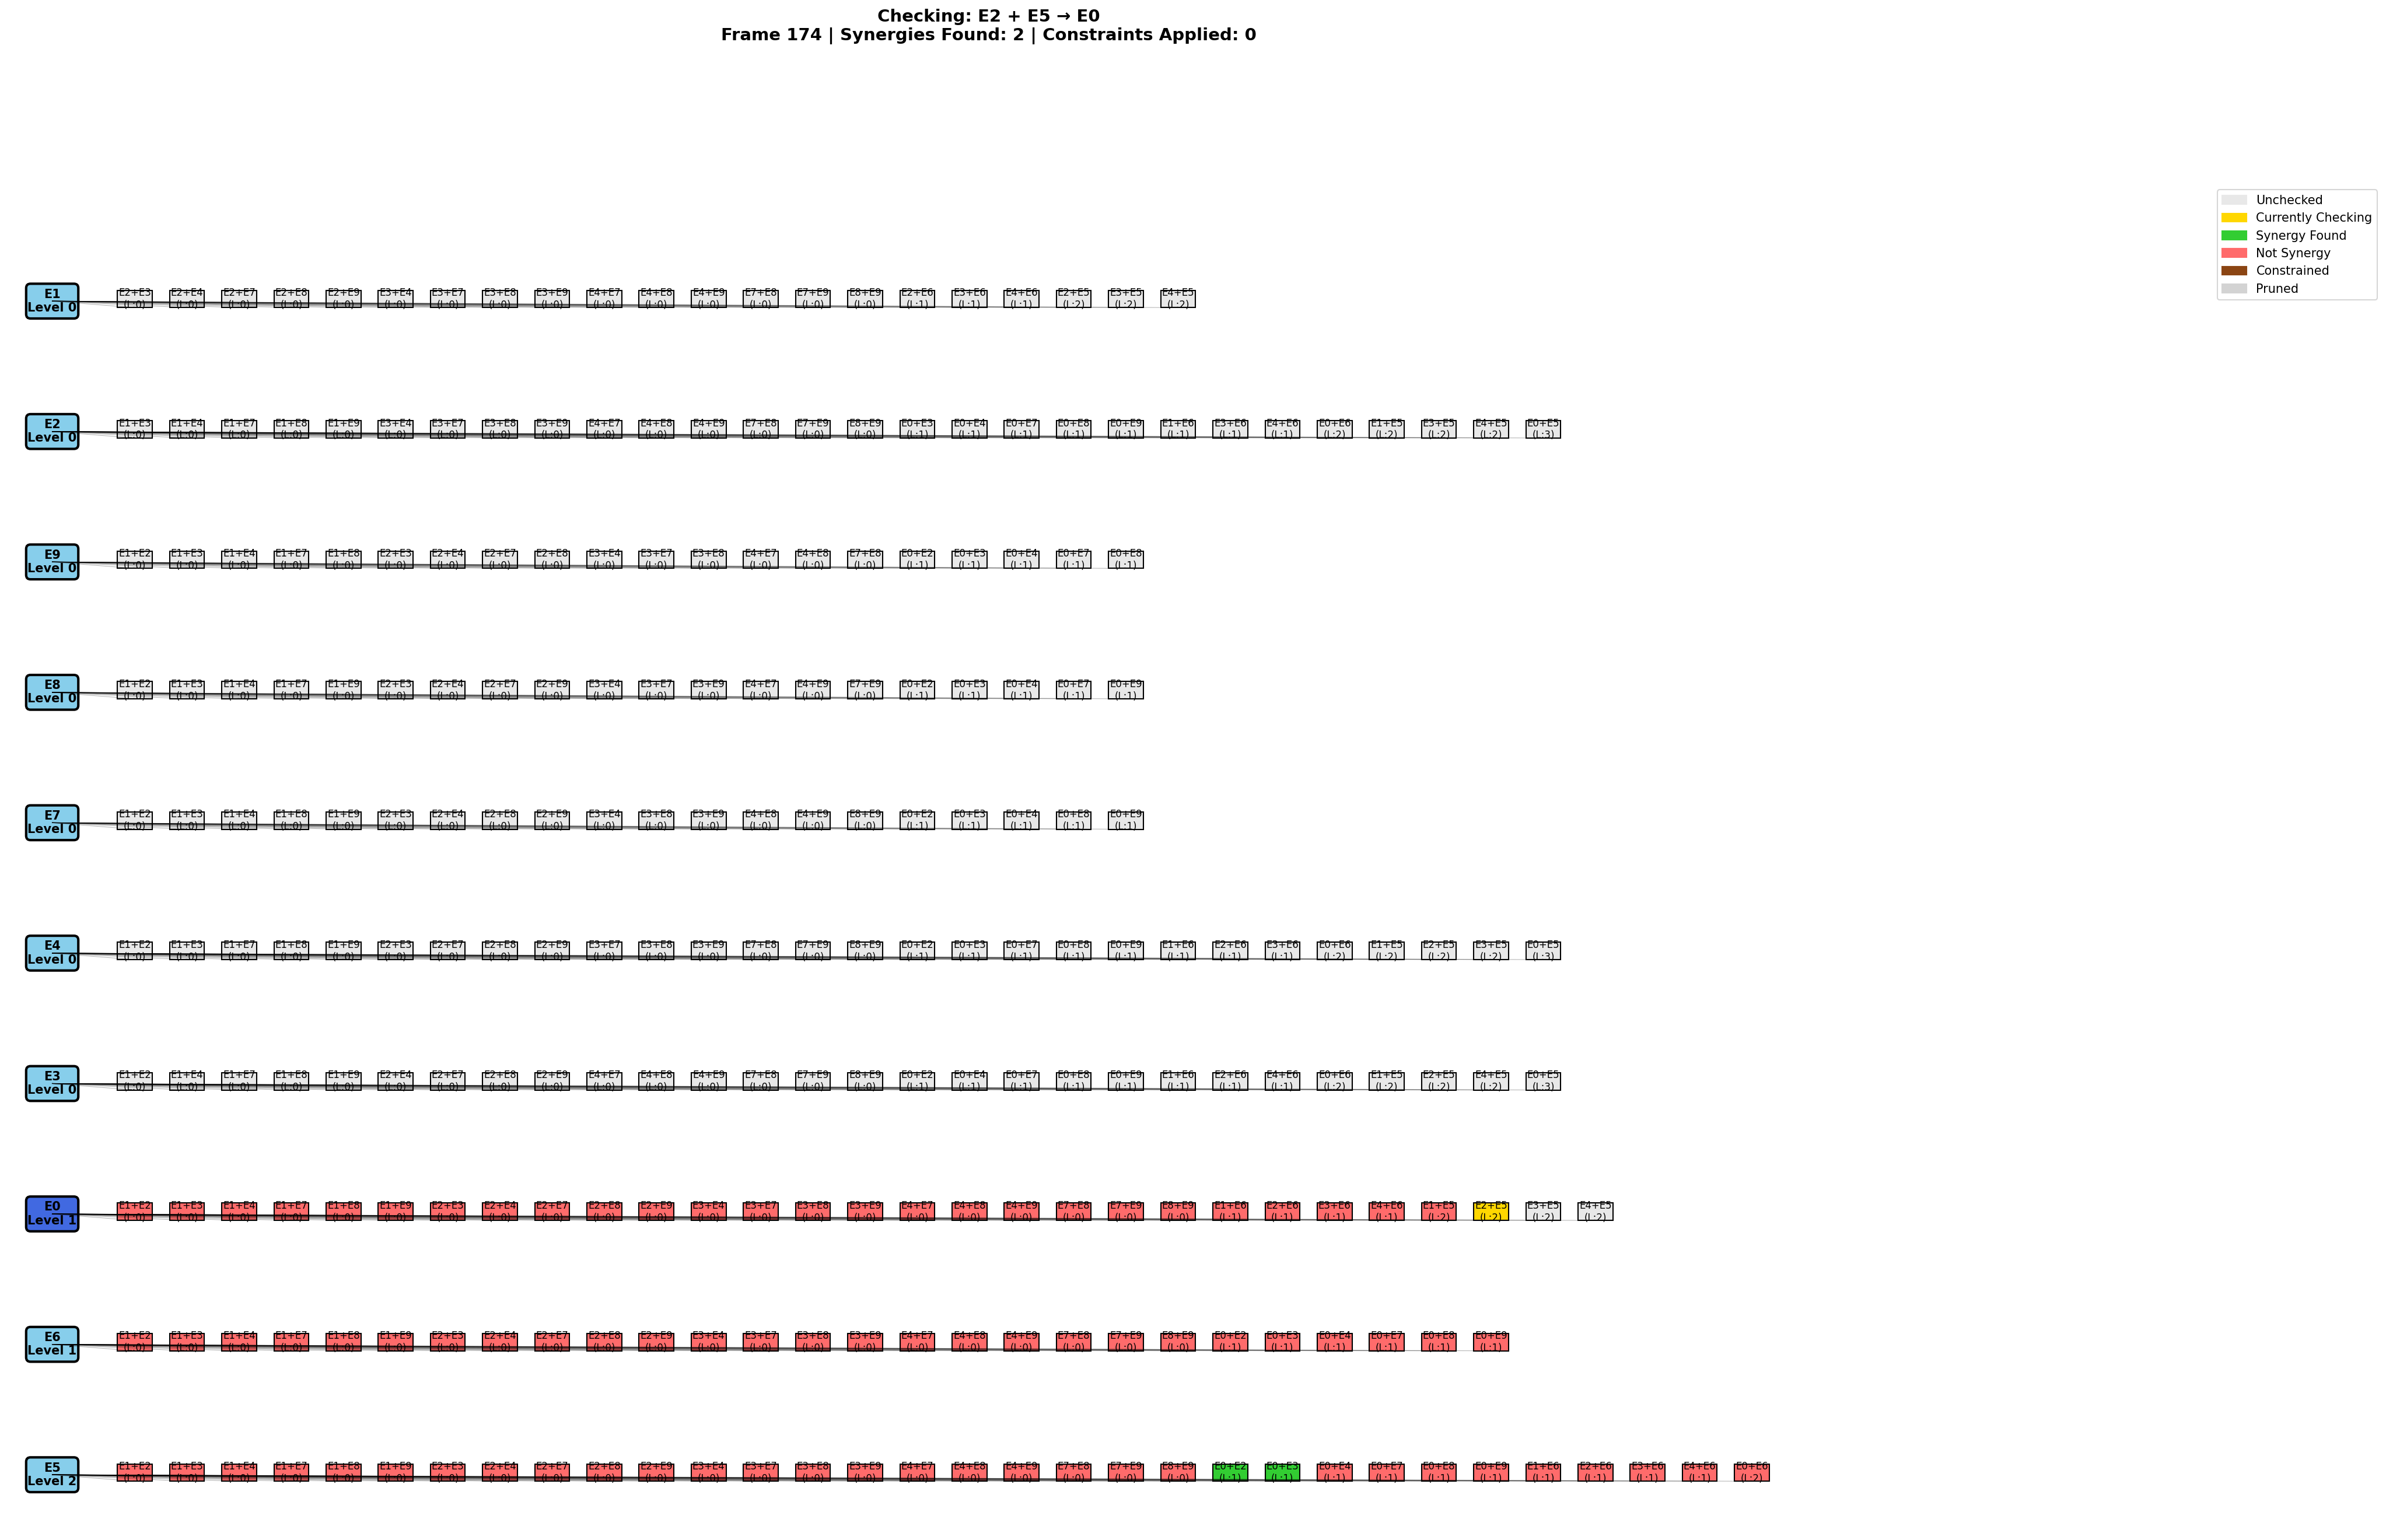 Checking: E2 + E5 → E0
Frame 174 | Synergies Found: 2 | Constraints Applied: 0
Unchecked
Currently Checking
Synergy Found
Not Synergy
Constrained
Pruned
E1 E2+E3 E2+E4 E2+E7 E2+E8 E2+E9 E3+E4 E3+E7 E3+E8 E3+E9 E4+E7 E4+E8 E4+E9 E7+E8 E7+E9 E8+E9 E2+E6 E3+E6 E4+E6 E2+E5 E3+E5 E4+E5
Level 0 (L:0) (L:0) (L:0) (L:0) (L:0) (L:0) (L:0) (L:0) (L:0) (L:0) (L:0) (L:0) (L:0) (L:0) (L:0) (L:1) (L:1) (L:1) (L:2) (L:2) (L:2)
E2 E1+E3 E1+E4 E1+E7 E1+E8 E1+E9 E3+E4 E3+E7 E3+E8 E3+E9 E4+E7 E4+E8 E4+E9 E7+E8 E7+E9 E8+E9 E0+E3 E0+E4 E0+E7 E0+E8 E0+E9 E1+E6 E3+E6 E4+E6 E0+E6 E1+E5 E3+E5 E4+E5 E0+E5
Level 0 (L:0) (L:0) (L:0) (L:0) (L:0) (L:0) (L:0) (L:0) (L:0) (L:0) (L:0) (L:0) (L:0) (L:0) (L:0) (L:1) (L:1) (L:1) (L:1) (L:1) (L:1) (L:1) (L:1) (L:2) (L:2) (L:2) (L:2) (L:3)
E9 E1+E2 E1+E3 E1+E4 E1+E7 E1+E8 E2+E3 E2+E4 E2+E7 E2+E8 E3+E4 E3+E7 E3+E8 E4+E7 E4+E8 E7+E8 E0+E2 E0+E3 E0+E4 E0+E7 E0+E8
Level 0 (L:0) (L:0) (L:0) (L:0) (L:0) (L:0) (L:0) (L:0) (L:0) (L:0) (L:0) (L:0) (L:0) (L:0) (L:0) (L:1) (L:1) (L:1) (L:1) (L:1)
E8 E1+E2 E1+E3 E1+E4 E1+E7 E1+E9 E2+E3 E2+E4 E2+E7 E2+E9 E3+E4 E3+E7 E3+E9 E4+E7 E4+E9 E7+E9 E0+E2 E0+E3 E0+E4 E0+E7 E0+E9
Level 0 (L:0) (L:0) (L:0) (L:0) (L:0) (L:0) (L:0) (L:0) (L:0) (L:0) (L:0) (L:0) (L:0) (L:0) (L:0) (L:1) (L:1) (L:1) (L:1) (L:1)
E7 E1+E2 E1+E3 E1+E4 E1+E8 E1+E9 E2+E3 E2+E4 E2+E8 E2+E9 E3+E4 E3+E8 E3+E9 E4+E8 E4+E9 E8+E9 E0+E2 E0+E3 E0+E4 E0+E8 E0+E9
Level 0 (L:0) (L:0) (L:0) (L:0) (L:0) (L:0) (L:0) (L:0) (L:0) (L:0) (L:0) (L:0) (L:0) (L:0) (L:0) (L:1) (L:1) (L:1) (L:1) (L:1)
E4 E1+E2 E1+E3 E1+E7 E1+E8 E1+E9 E2+E3 E2+E7 E2+E8 E2+E9 E3+E7 E3+E8 E3+E9 E7+E8 E7+E9 E8+E9 E0+E2 E0+E3 E0+E7 E0+E8 E0+E9 E1+E6 E2+E6 E3+E6 E0+E6 E1+E5 E2+E5 E3+E5 E0+E5
Level 0 (L:0) (L:0) (L:0) (L:0) (L:0) (L:0) (L:0) (L:0) (L:0) (L:0) (L:0) (L:0) (L:0) (L:0) (L:0) (L:1) (L:1) (L:1) (L:1) (L:1) (L:1) (L:1) (L:1) (L:2) (L:2) (L:2) (L:2) (L:3)
E3 E1+E2 E1+E4 E1+E7 E1+E8 E1+E9 E2+E4 E2+E7 E2+E8 E2+E9 E4+E7 E4+E8 E4+E9 E7+E8 E7+E9 E8+E9 E0+E2 E0+E4 E0+E7 E0+E8 E0+E9 E1+E6 E2+E6 E4+E6 E0+E6 E1+E5 E2+E5 E4+E5 E0+E5
Level 0 (L:0) (L:0) (L:0) (L:0) (L:0) (L:0) (L:0) (L:0) (L:0) (L:0) (L:0) (L:0) (L:0) (L:0) (L:0) (L:1) (L:1) (L:1) (L:1) (L:1) (L:1) (L:1) (L:1) (L:2) (L:2) (L:2) (L:2) (L:3)
E0 E1+E2 E1+E3 E1+E4 E1+E7 E1+E8 E1+E9 E2+E3 E2+E4 E2+E7 E2+E8 E2+E9 E3+E4 E3+E7 E3+E8 E3+E9 E4+E7 E4+E8 E4+E9 E7+E8 E7+E9 E8+E9 E1+E6 E2+E6 E3+E6 E4+E6 E1+E5 E2+E5 E3+E5 E4+E5
Level 1 (L:0) (L:0) (L:0) (L:0) (L:0) (L:0) (L:0) (L:0) (L:0) (L:0) (L:0) (L:0) (L:0) (L:0) (L:0) (L:0) (L:0) (L:0) (L:0) (L:0) (L:0) (L:1) (L:1) (L:1) (L:1) (L:2) (L:2) (L:2) (L:2)
E6 E1+E2 E1+E3 E1+E4 E1+E7 E1+E8 E1+E9 E2+E3 E2+E4 E2+E7 E2+E8 E2+E9 E3+E4 E3+E7 E3+E8 E3+E9 E4+E7 E4+E8 E4+E9 E7+E8 E7+E9 E8+E9 E0+E2 E0+E3 E0+E4 E0+E7 E0+E8 E0+E9
Level 1 (L:0) (L:0) (L:0) (L:0) (L:0) (L:0) (L:0) (L:0) (L:0) (L:0) (L:0) (L:0) (L:0) (L:0) (L:0) (L:0) (L:0) (L:0) (L:0) (L:0) (L:0) (L:1) (L:1) (L:1) (L:1) (L:1) (L:1)
E5 E1+E2 E1+E3 E1+E4 E1+E7 E1+E8 E1+E9 E2+E3 E2+E4 E2+E7 E2+E8 E2+E9 E3+E4 E3+E7 E3+E8 E3+E9 E4+E7 E4+E8 E4+E9 E7+E8 E7+E9 E8+E9 E0+E2 E0+E3 E0+E4 E0+E7 E0+E8 E0+E9 E1+E6 E2+E6 E3+E6 E4+E6 E0+E6
Level 2 (L:0) (L:0) (L:0) (L:0) (L:0) (L:0) (L:0) (L:0) (L:0) (L:0) (L:0) (L:0) (L:0) (L:0) (L:0) (L:0) (L:0) (L:0) (L:0) (L:0) (L:0) (L:1) (L:1) (L:1) (L:1) (L:1) (L:1) (L:1) (L:1) (L:1) (L:1) (L:2)